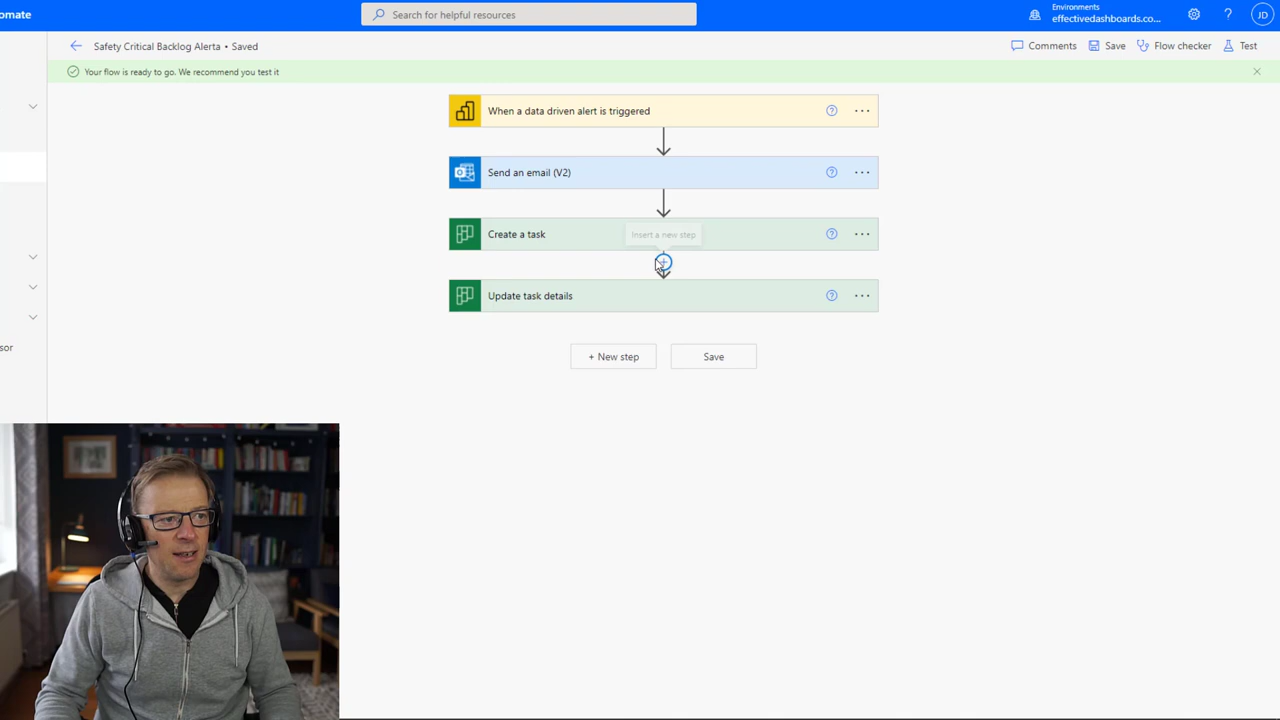 omate
Search for helpful resources
Environments
effectivedashboards.co...
JD
Safety Critical Backlog Alerta • Saved
Comments
Save
Flow checker
Test
Your flow is ready to go. We recommend you test it
When a data driven alert is triggered
Send an email (V2)
Create a task
Insert a new step
Update task details
+ New step
Save
sor